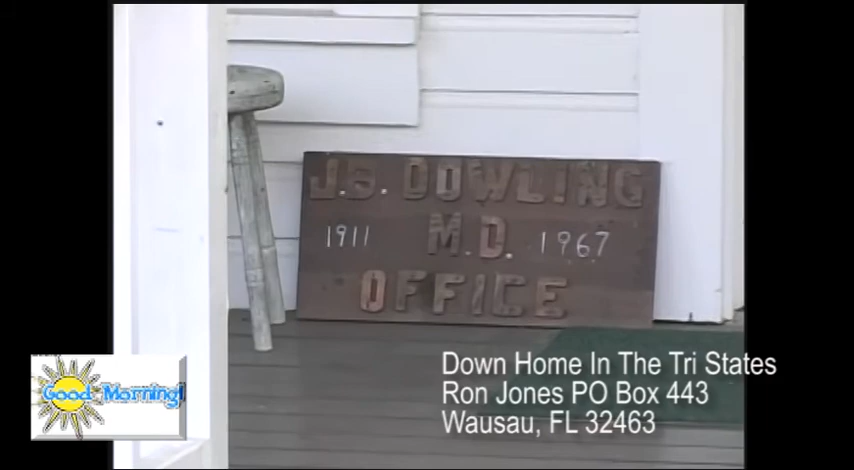 J.S. DOWLING
M.D.
1911
1967
OFFICE
Good Morning!
Down Home In The Tri States
Ron Jones PO Box 443
Wausau, FL 32463